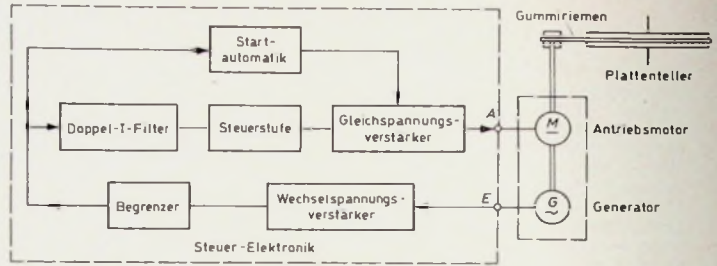 Gummiriemen
Start-
automatik
Plattenteller
Doppel-T-Filter
Steuerstufe
Gleichspannungs-
verstärker
A
M
Antriebsmotor
Begrenzer
Wechselspannungs-
verstärker
E
G
Generator
Steuer-Elektronik